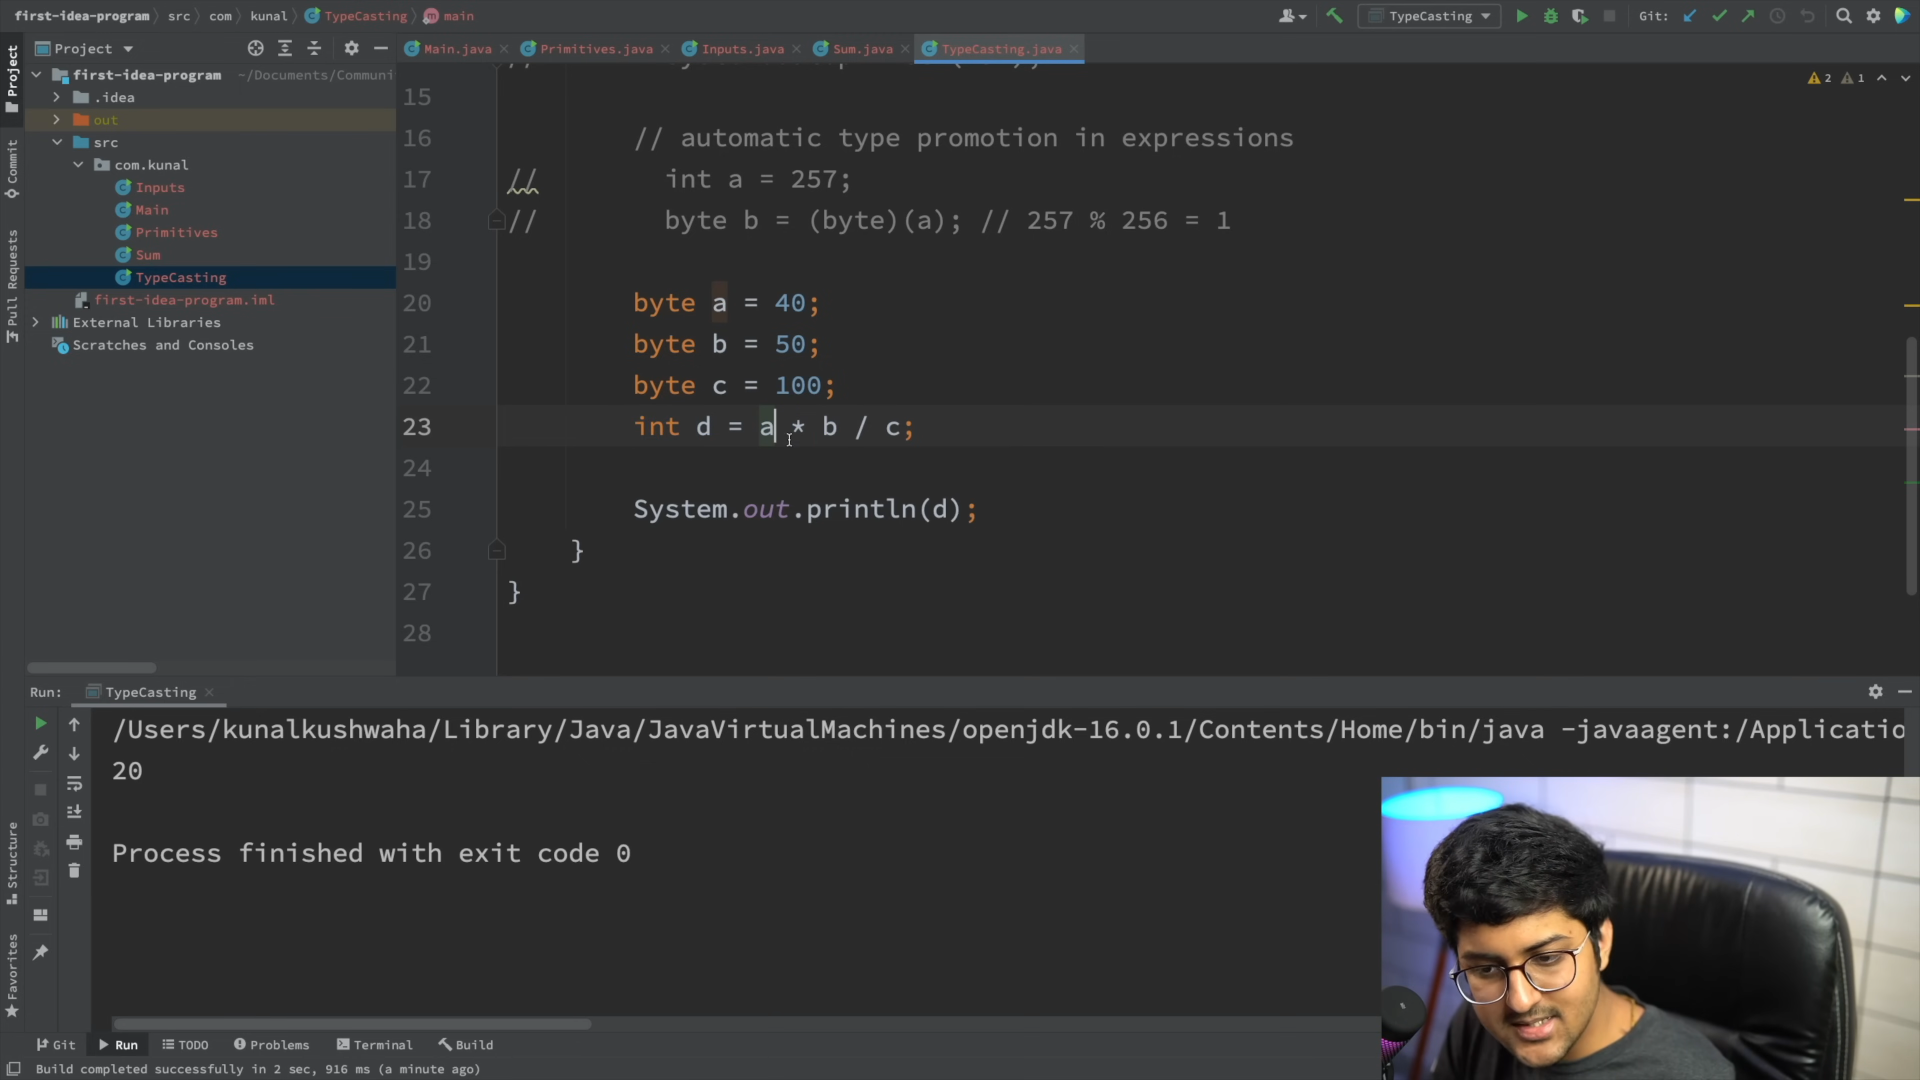 first-idea-program src com kunal TypeCasting main
TypeCasting
Git:
Project
Main.java
Primitives.java
Inputs.java
Sum.java
TypeCasting.java
first-idea-program ~/Documents/Communi
.idea
out
src
com.kunal
Inputs
Main
Primitives
Sum
TypeCasting
first-idea-program.iml
External Libraries
Scratches and Consoles
Project
Commit
Pull Requests
Structure
Favorites
2 1
15
16 // automatic type promotion in expressions
17 // int a = 257;
18 // byte b = (byte)(a); // 257 % 256 = 1
19
20 byte a = 40;
21 byte b = 50;
22 byte c = 100;
23 int d = a * b / c;
24
25 System.out.println(d);
26 }
27 }
28
Run: TypeCasting
/Users/kunalkushwaha/Library/Java/JavaVirtualMachines/openjdk-16.0.1/Contents/Home/bin/java -javaagent:/Applicatio
20
Process finished with exit code 0
Git Run TODO Problems Terminal Build
Build completed successfully in 2 sec, 916 ms (a minute ago)